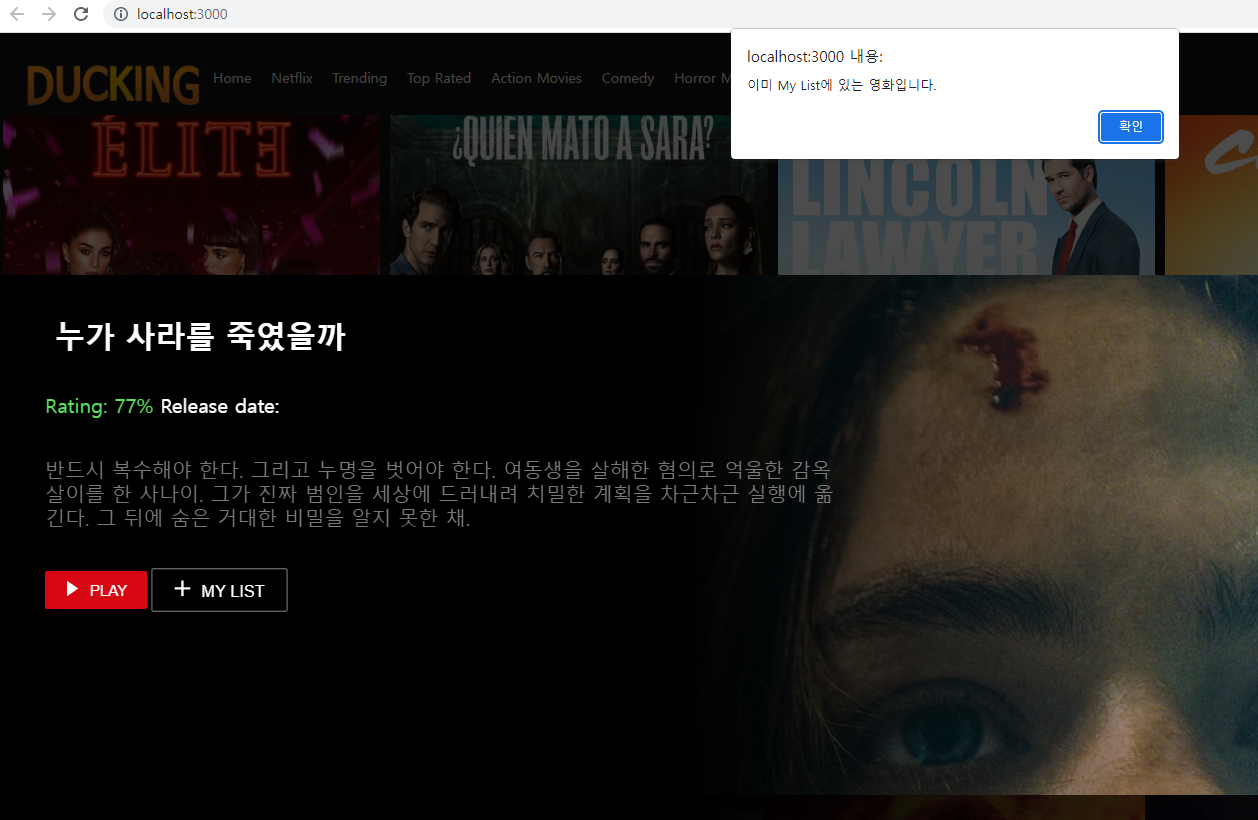 localhost:3000
localhost:3000 내용:
이미 My List에 있는 영화입니다.
확인
DUCKING
Home Netflix Trending Top Rated Action Movies Comedy Horror M
ÉLITE
¿QUIÉN MATÓ A SARA?
LINCOLN
LAWYER
누가 사라를 죽였을까
Rating: 77% Release date:
반드시 복수해야 한다. 그리고 누명을 벗어야 한다. 여동생을 살해한 혐의로 억울한 감옥
살이를 한 사나이. 그가 진짜 범인을 세상에 드러내려 치밀한 계획을 차근차근 실행에 옮
긴다. 그 뒤에 숨은 거대한 비밀을 알지 못한 채.
PLAY MY LIST